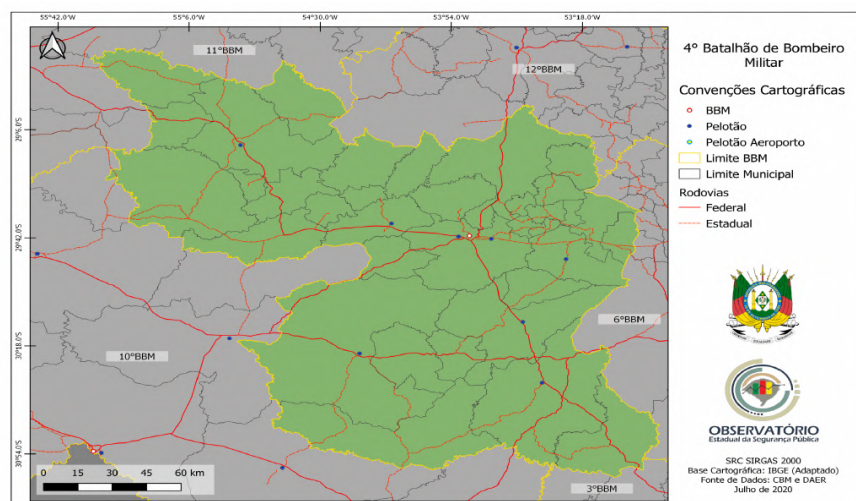 55°42.0'W
55°6.0'W
54°30.0'W
53°54.0'W
53°18.0'W
11°BBM
12°BBM
29°6.0'S
29°42.0'S
30°18.0'S
30°54.0'S
6°BBM
10°BBM
3°BBM
0 15 30 45 60 km
4° Batalhão de Bombeiro
Militar
Convenções Cartográficas
BBM
Pelotão
Pelotão Aeroporto
Limite BBM
Limite Municipal
Rodovias
Federal
Estadual
OBSERVATÓRIO
Estadual da Segurança Pública
SRC SIRGAS 2000
Base Cartográfica: IBGE (Adaptado)
Fonte de Dados: CBM e DAER
Julho de 2020